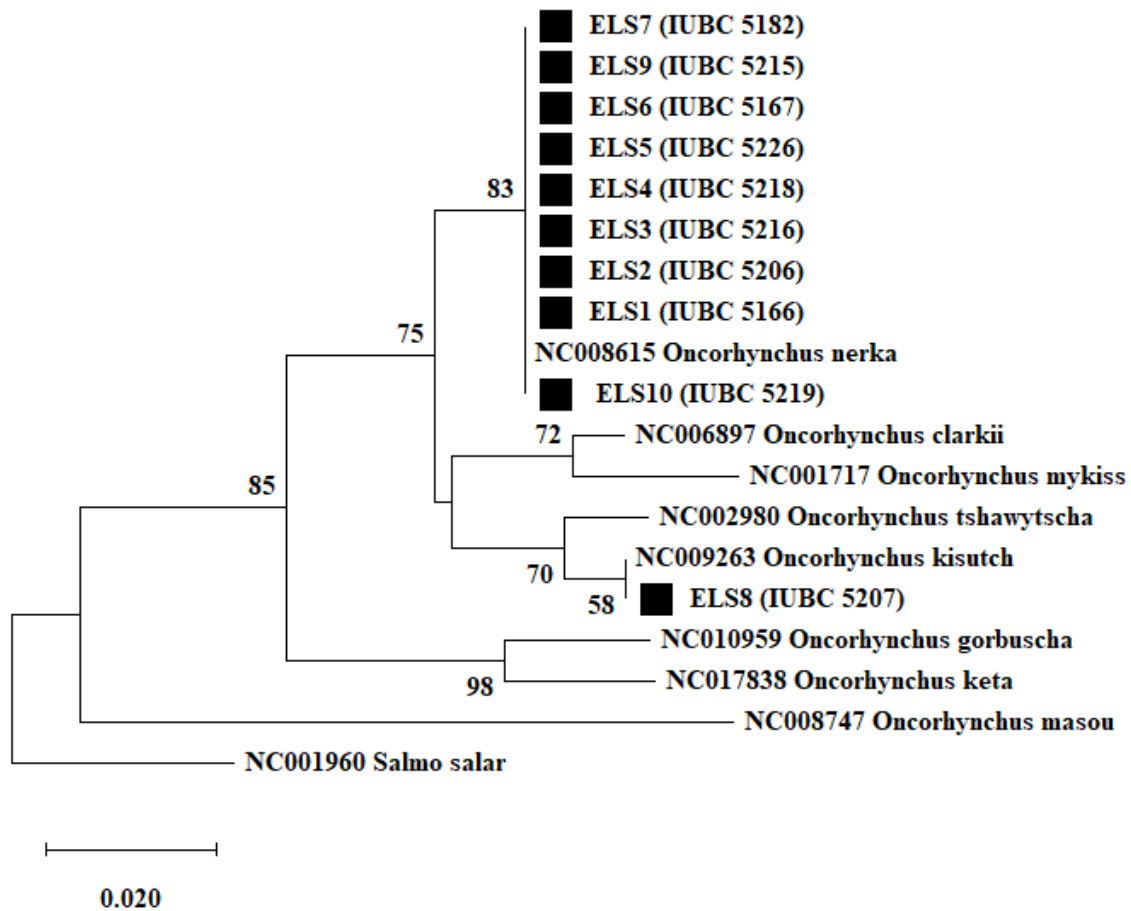 ELS7 (IUBC 5182)
ELS9 (IUBC 5215)
ELS6 (IUBC 5167)
ELS5 (IUBC 5226)
ELS4 (IUBC 5218)
83
ELS3 (IUBC 5216)
ELS2 (IUBC 5206)
ELS1 (IUBC 5166)
75
NC008615 Oncorhynchus nerka
ELS10 (IUBC 5219)
72
NC006897 Oncorhynchus clarkii
NC001717 Oncorhynchus mykiss
85
NC002980 Oncorhynchus tshawytscha
NC009263 Oncorhynchus kisutch
70
58
ELS8 (IUBC 5207)
NC010959 Oncorhynchus gorbuscha
NC017838 Oncorhynchus keta
98
NC008747 Oncorhynchus masou
NC001960 Salmo salar
0.020